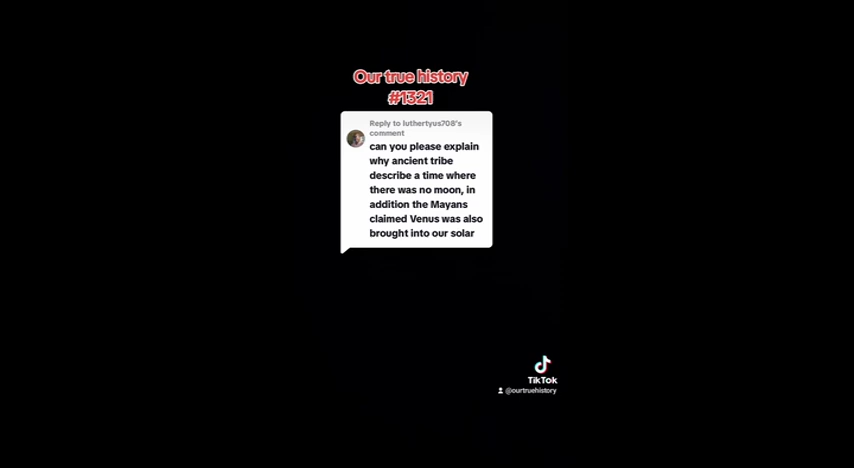 Our true history
#1321
Reply to luthertyus708's
comment
can you please explain
why ancient tribe
describe a time where
there was no moon, in
addition the Mayans
claimed Venus was also
brought into our solar
TikTok
@ourtruehistory